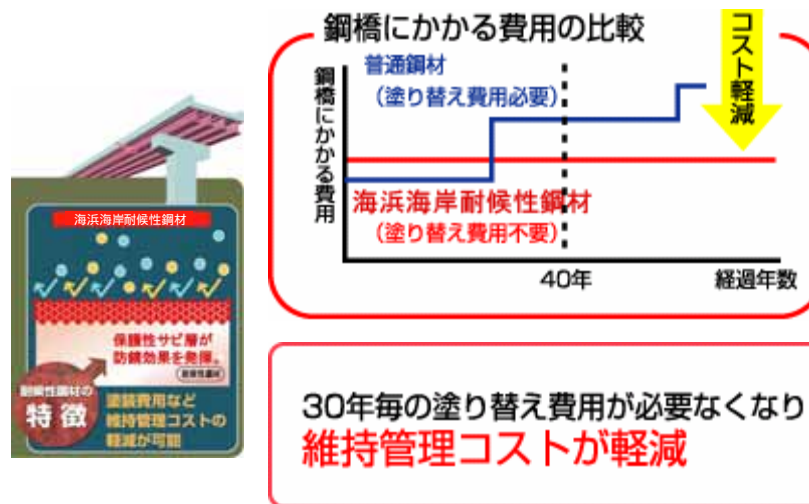 鋼橋にかかる費用の比較
コスト軽減
普通鋼材
(塗り替え費用必要)
鋼橋にかかる費用
海浜海岸耐候性鋼材
(塗り替え費用不要)
40年
経過年数
海浜海岸耐候性鋼材
保護性サビ層が
防錆効果を発揮。
耐候性鋼材の
特徴
塗装費用など
維持管理コストの
軽減が可能
30年毎の塗り替え費用が必要なくなり
維持管理コストが軽減